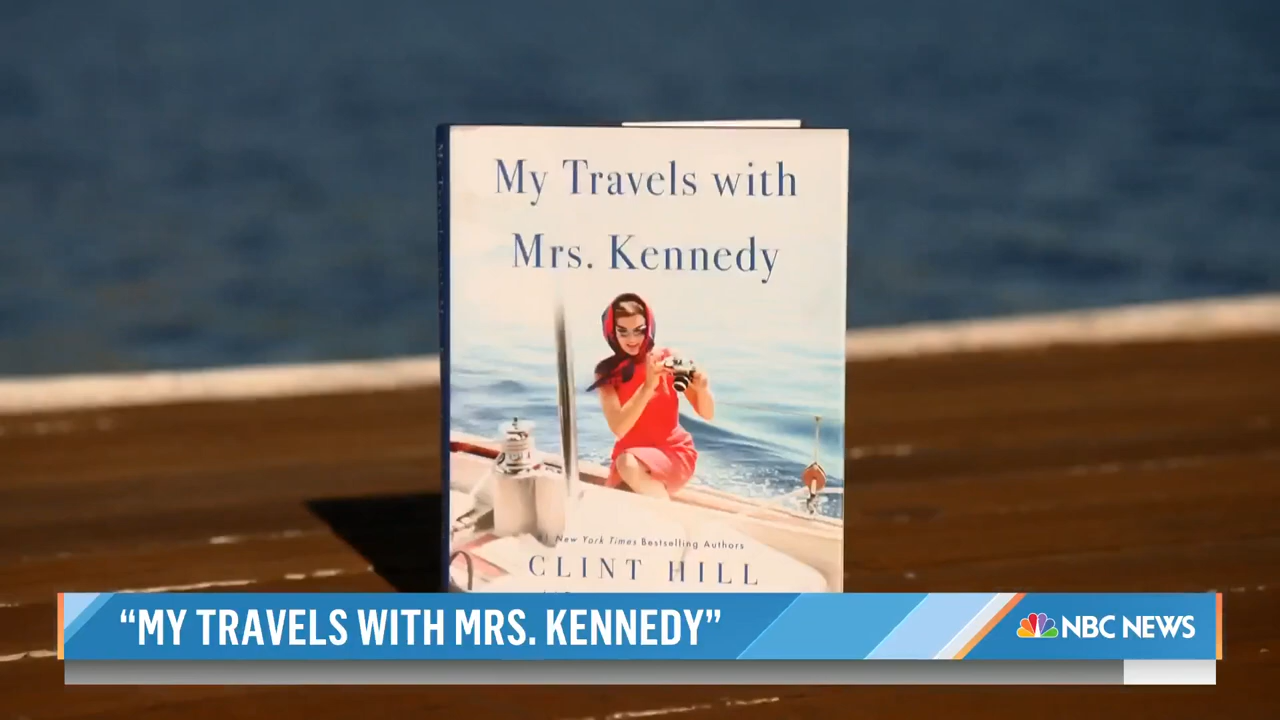 My Travels with
Mrs. Kennedy
#1 New York Times Bestselling Authors
CLINT HILL
“MY TRAVELS WITH MRS. KENNEDY”
NBC NEWS